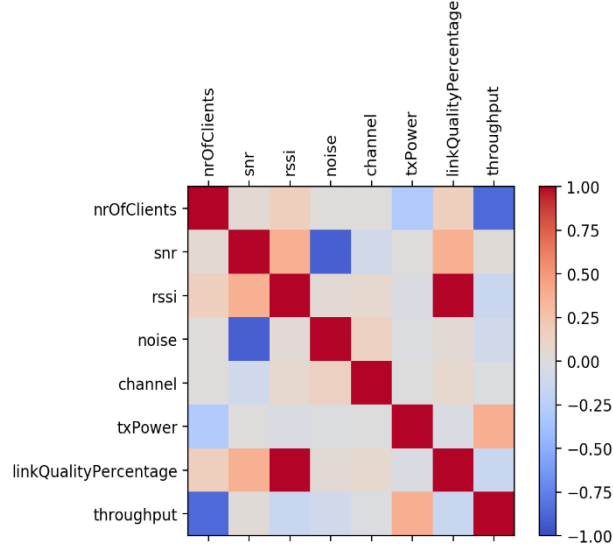 nrOfClients
snr
rssi
noise
channel
txPower
linkQualityPercentage
throughput
nrOfClients
snr
rssi
noise
channel
txPower
linkQualityPercentage
throughput
1.00
0.75
0.50
0.25
0.00
−0.25
−0.50
−0.75
−1.00